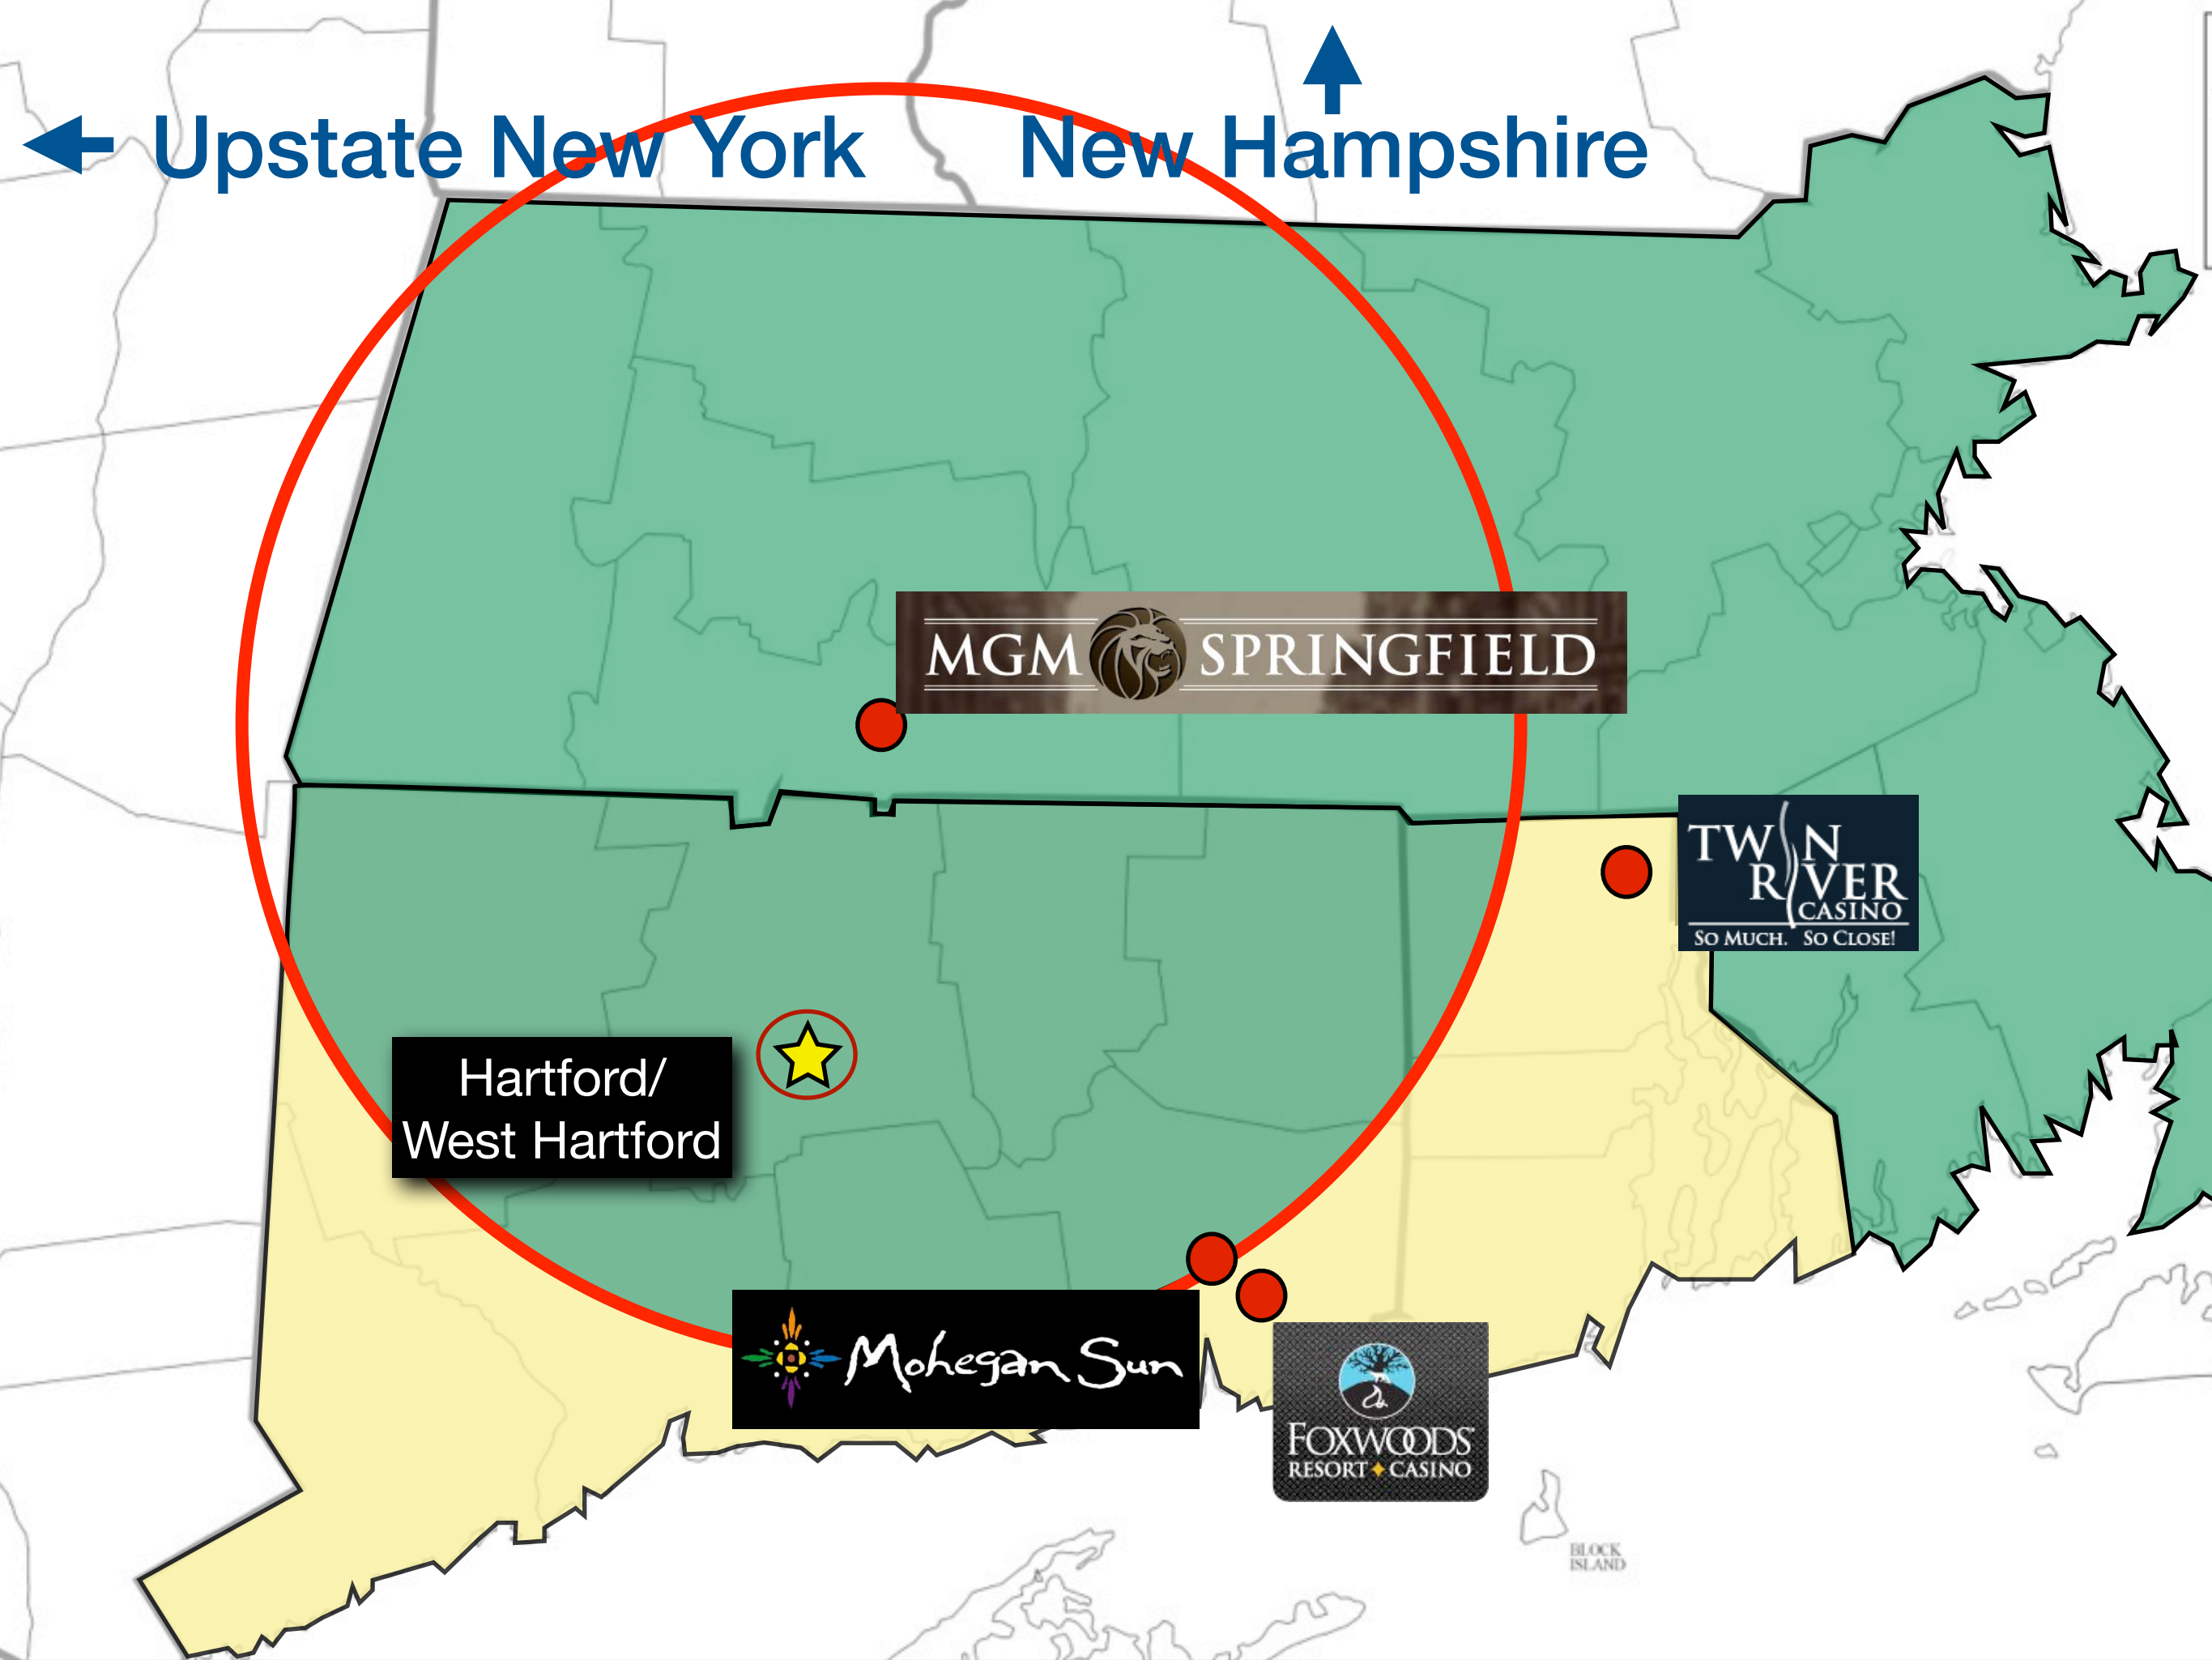 Upstate New York
New Hampshire
MGM SPRINGFIELD
TWIN
RIVER
CASINO
SO MUCH. SO CLOSE!
Hartford/
West Hartford
Mohegan Sun
FOXWOODS
RESORT CASINO
BLOCK
ISLAND